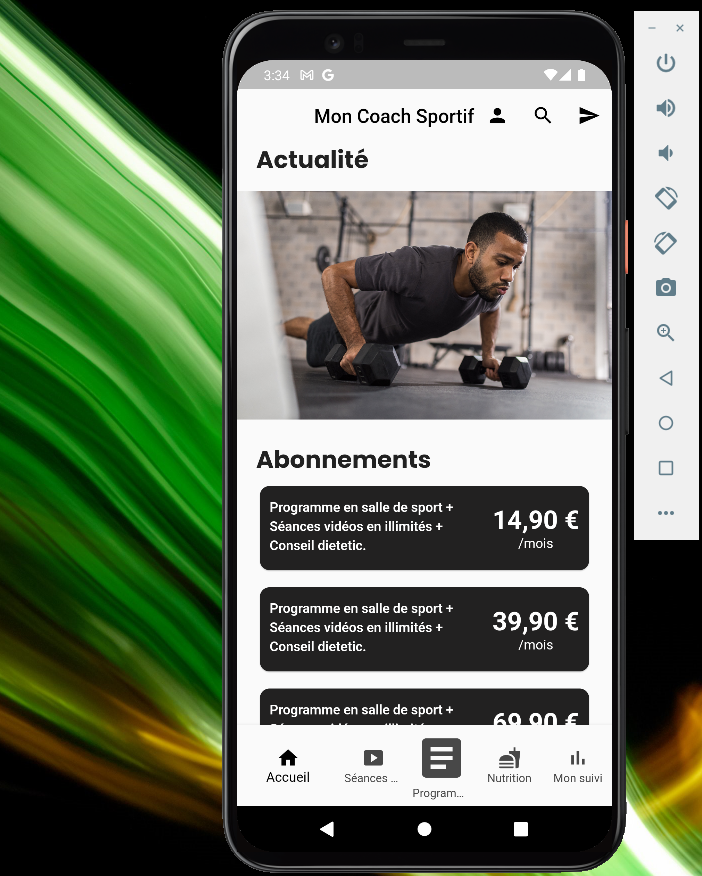 3:34
Mon Coach Sportif
Actualité
Abonnements
Programme en salle de sport +
Séances vidéos en illimités +
Conseil dietetic.
14,90 €
/mois
Programme en salle de sport +
Séances vidéos en illimités +
Conseil dietetic.
39,90 €
/mois
Programme en salle de sport +
69,90 €
Accueil
Séances ...
Program...
Nutrition
Mon suivi